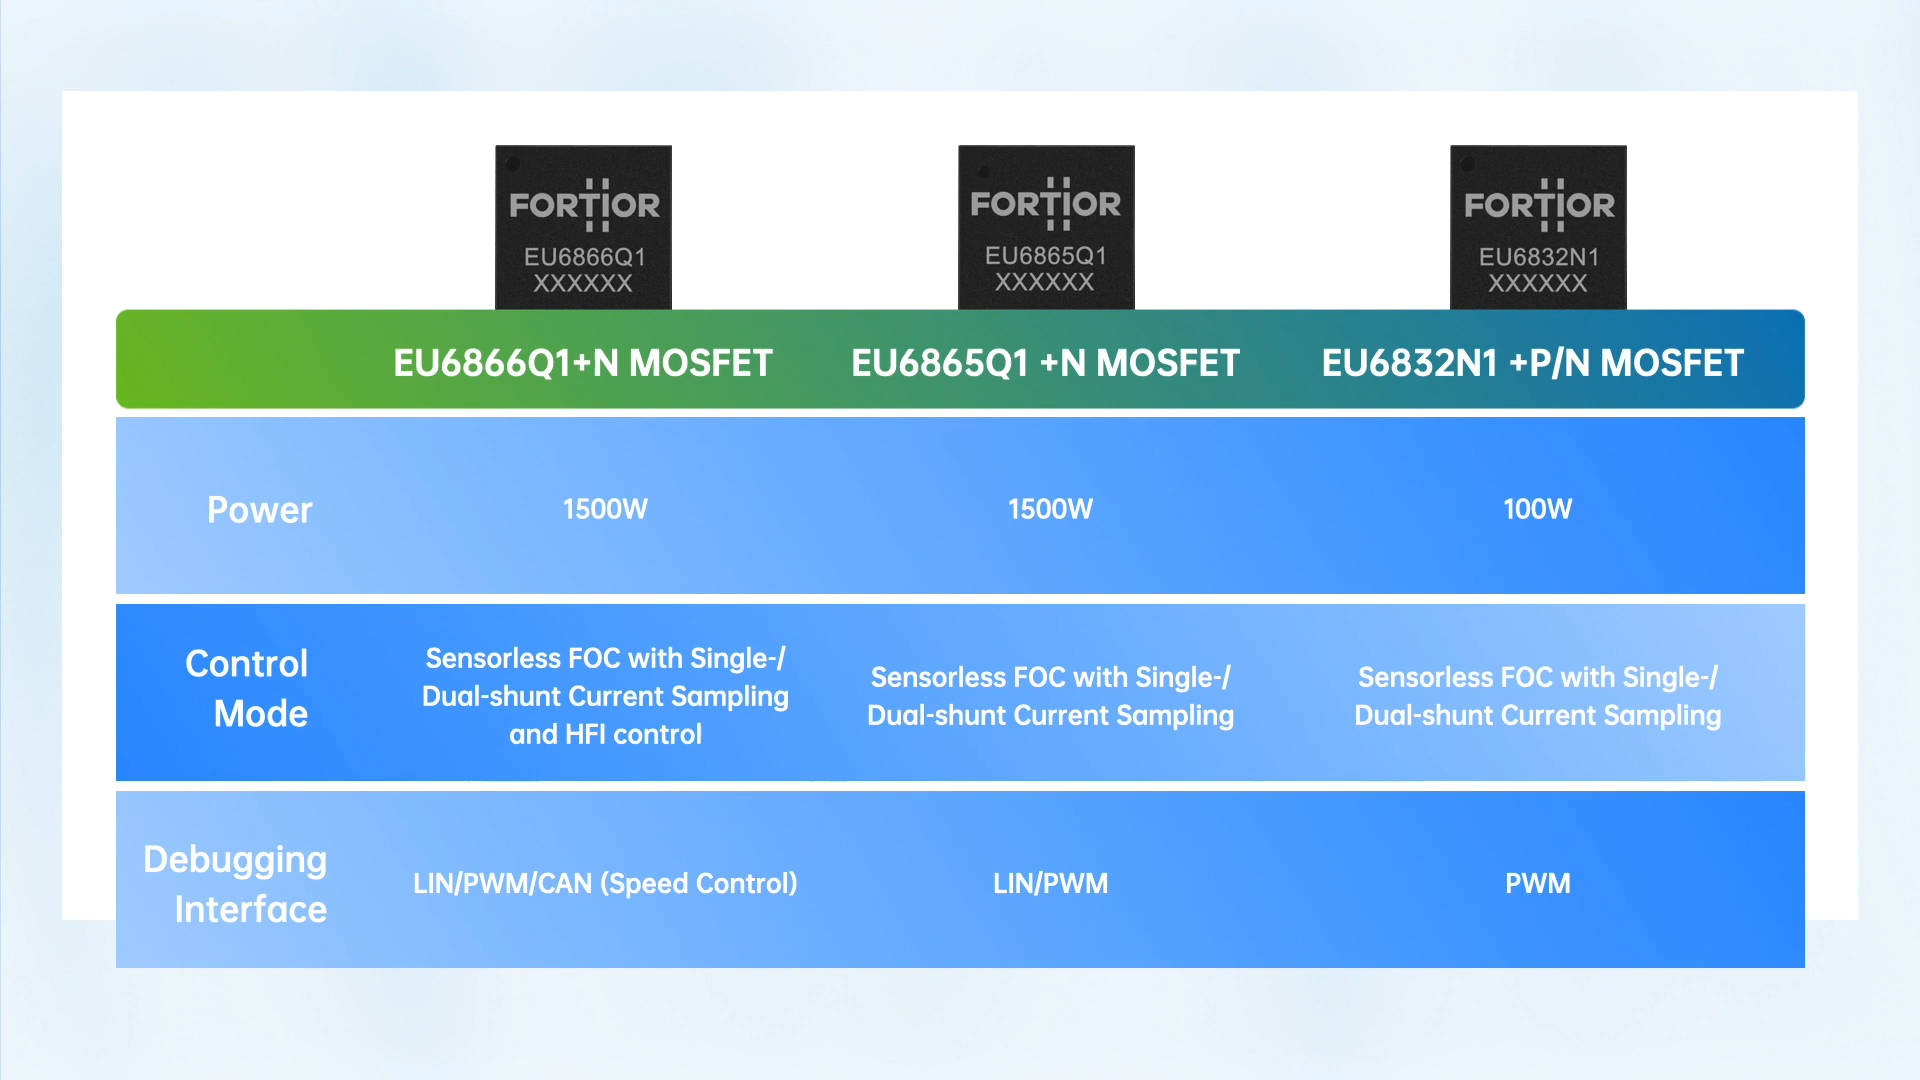 FORTIOR
EU6866Q1
XXXXXX
FORTIOR
EU6865Q1
XXXXXX
FORTIOR
EU6832N1
XXXXXX
EU6866Q1+N MOSFET
EU6865Q1 +N MOSFET
EU6832N1 +P/N MOSFET
Power
1500W
1500W
100W
Control
Mode
Sensorless FOC with Single-/
Dual-shunt Current Sampling
and HFI control
Sensorless FOC with Single-/
Dual-shunt Current Sampling
Sensorless FOC with Single-/
Dual-shunt Current Sampling
Debugging
Interface
LIN/PWM/CAN (Speed Control)
LIN/PWM
PWM